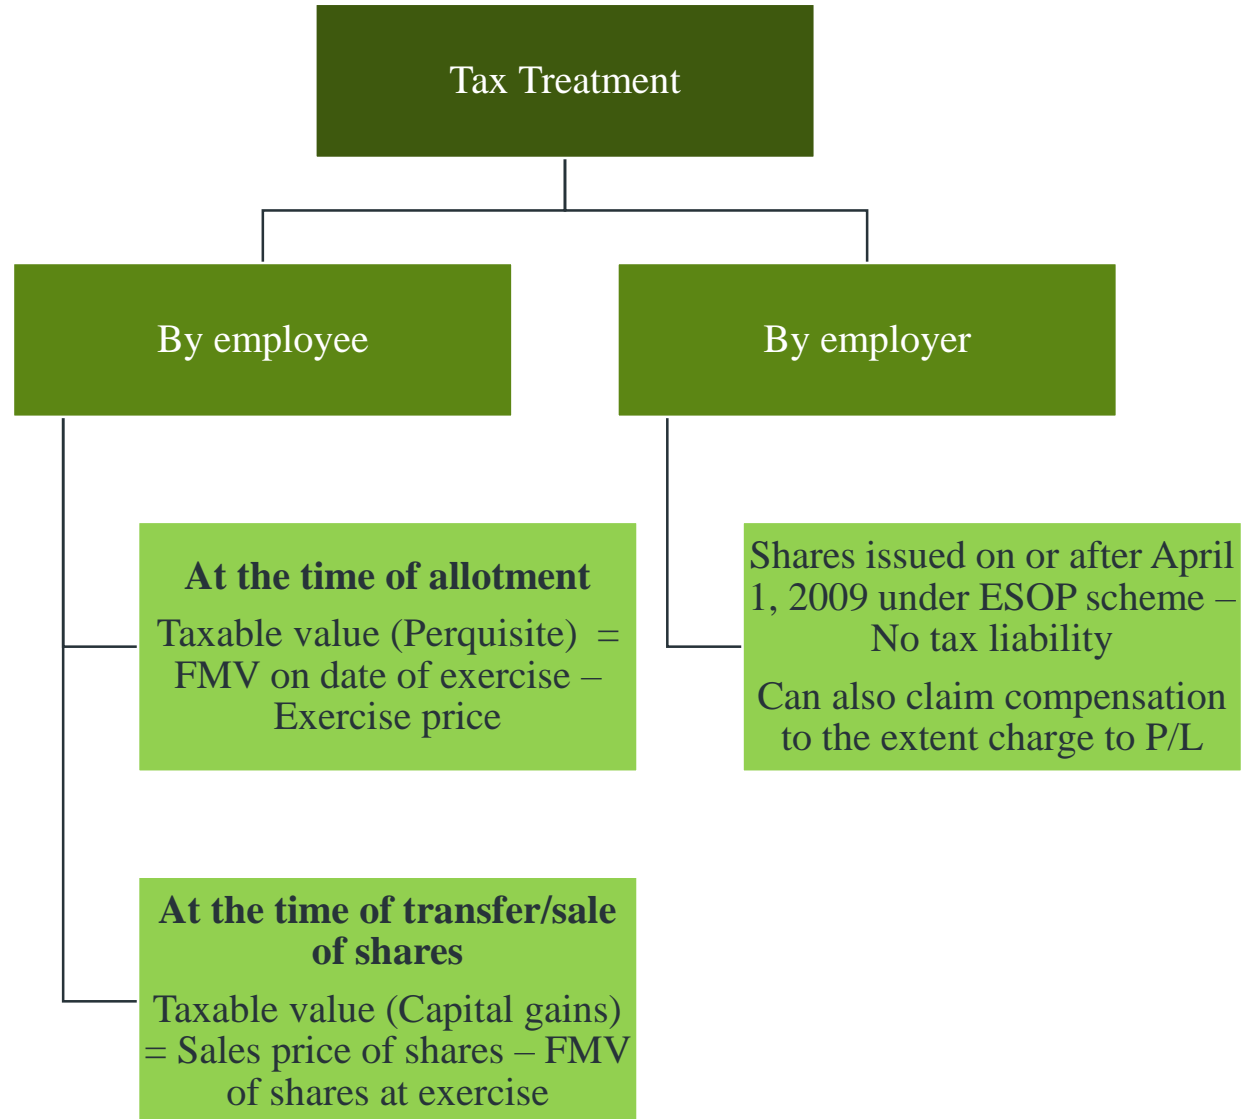 Tax Treatment
By employee
By employer
At the time of allotment
Taxable value (Perquisite) =
FMV on date of exercise –
Exercise price
Shares issued on or after April
1, 2009 under ESOP scheme –
No tax liability
Can also claim compensation
to the extent charge to P/L
At the time of transfer/sale
of shares
Taxable value (Capital gains)
= Sales price of shares – FMV
of shares at exercise